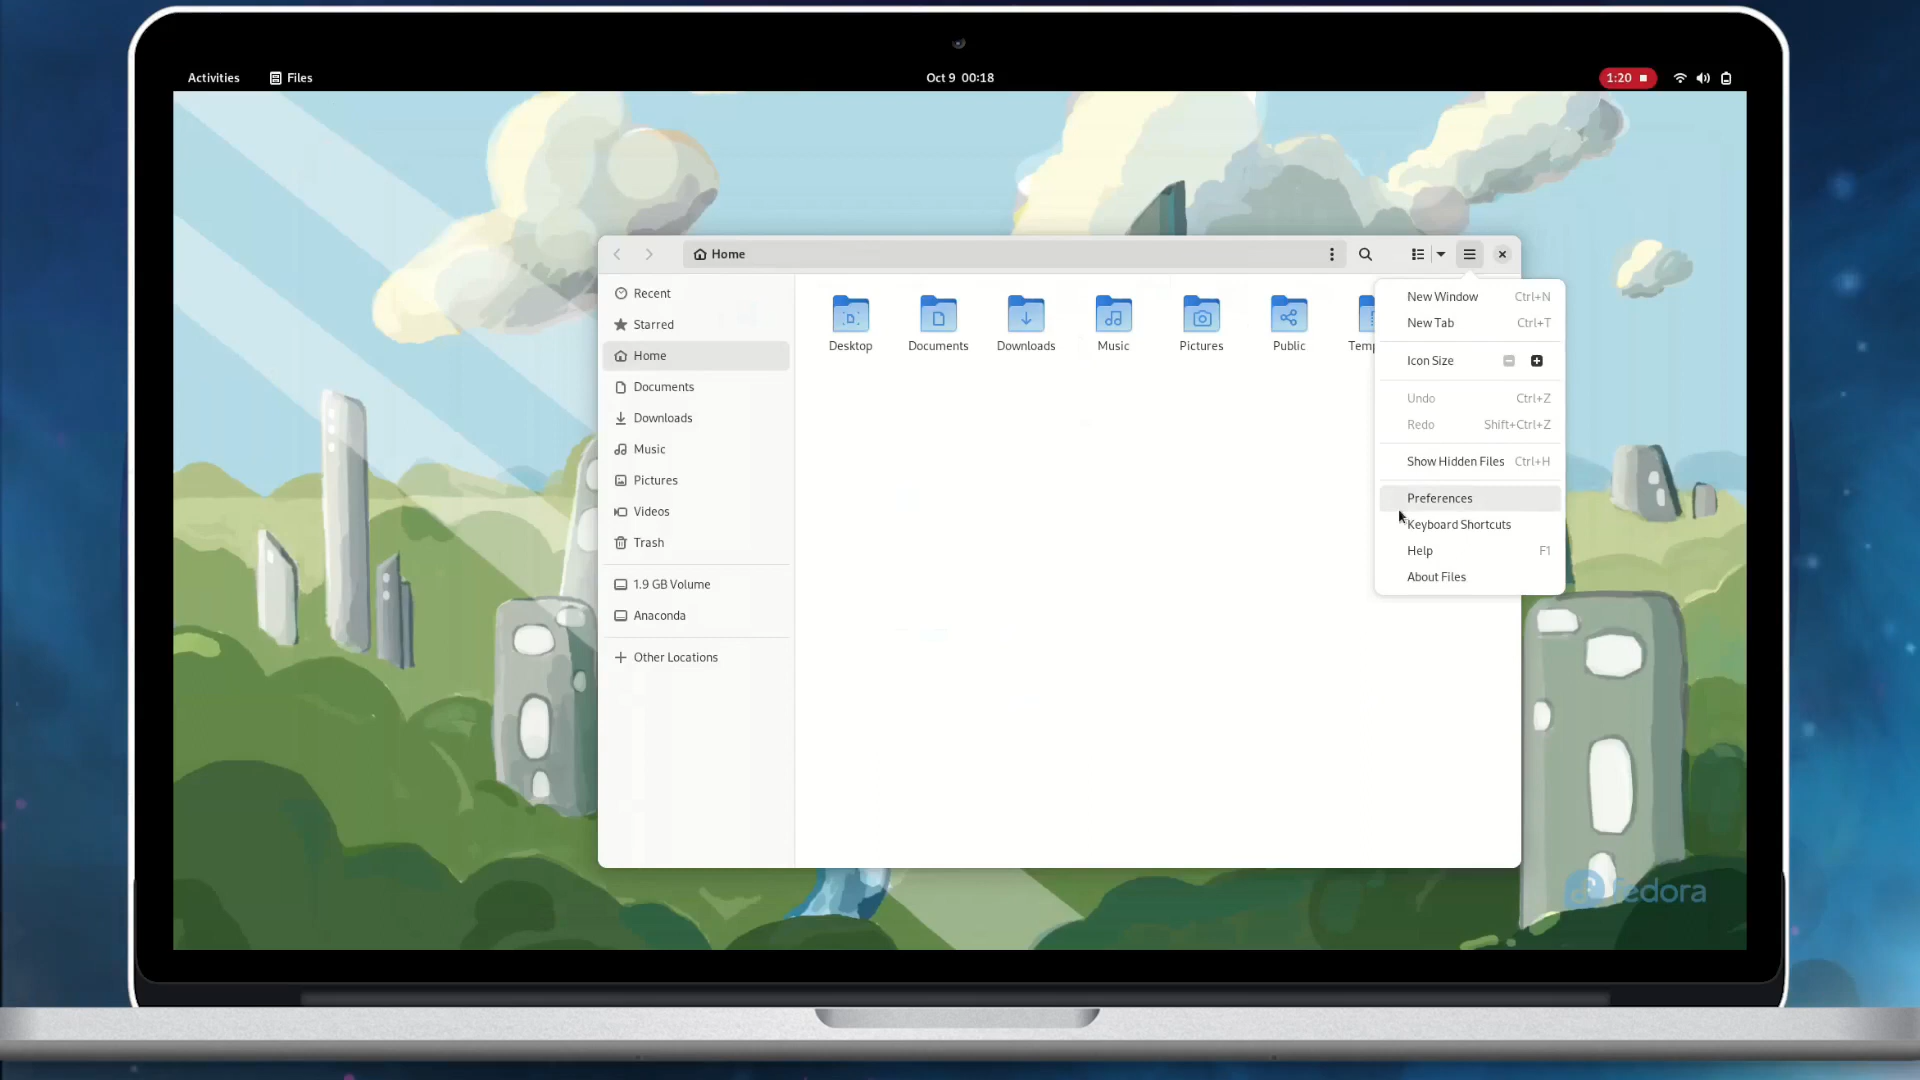 Activities Files Oct 9 00:18 1:20
Home
Recent
Starred
Home
Documents
Downloads
Music
Pictures
Videos
Trash
1.9 GB Volume
Anaconda
Other Locations
Desktop Documents Downloads Music Pictures Public
New Window Ctrl+N
New Tab Ctrl+T
Icon Size
Undo Ctrl+Z
Redo Shift+Ctrl+Z
Show Hidden Files Ctrl+H
Preferences
Keyboard Shortcuts
Help F1
About Files
fedora